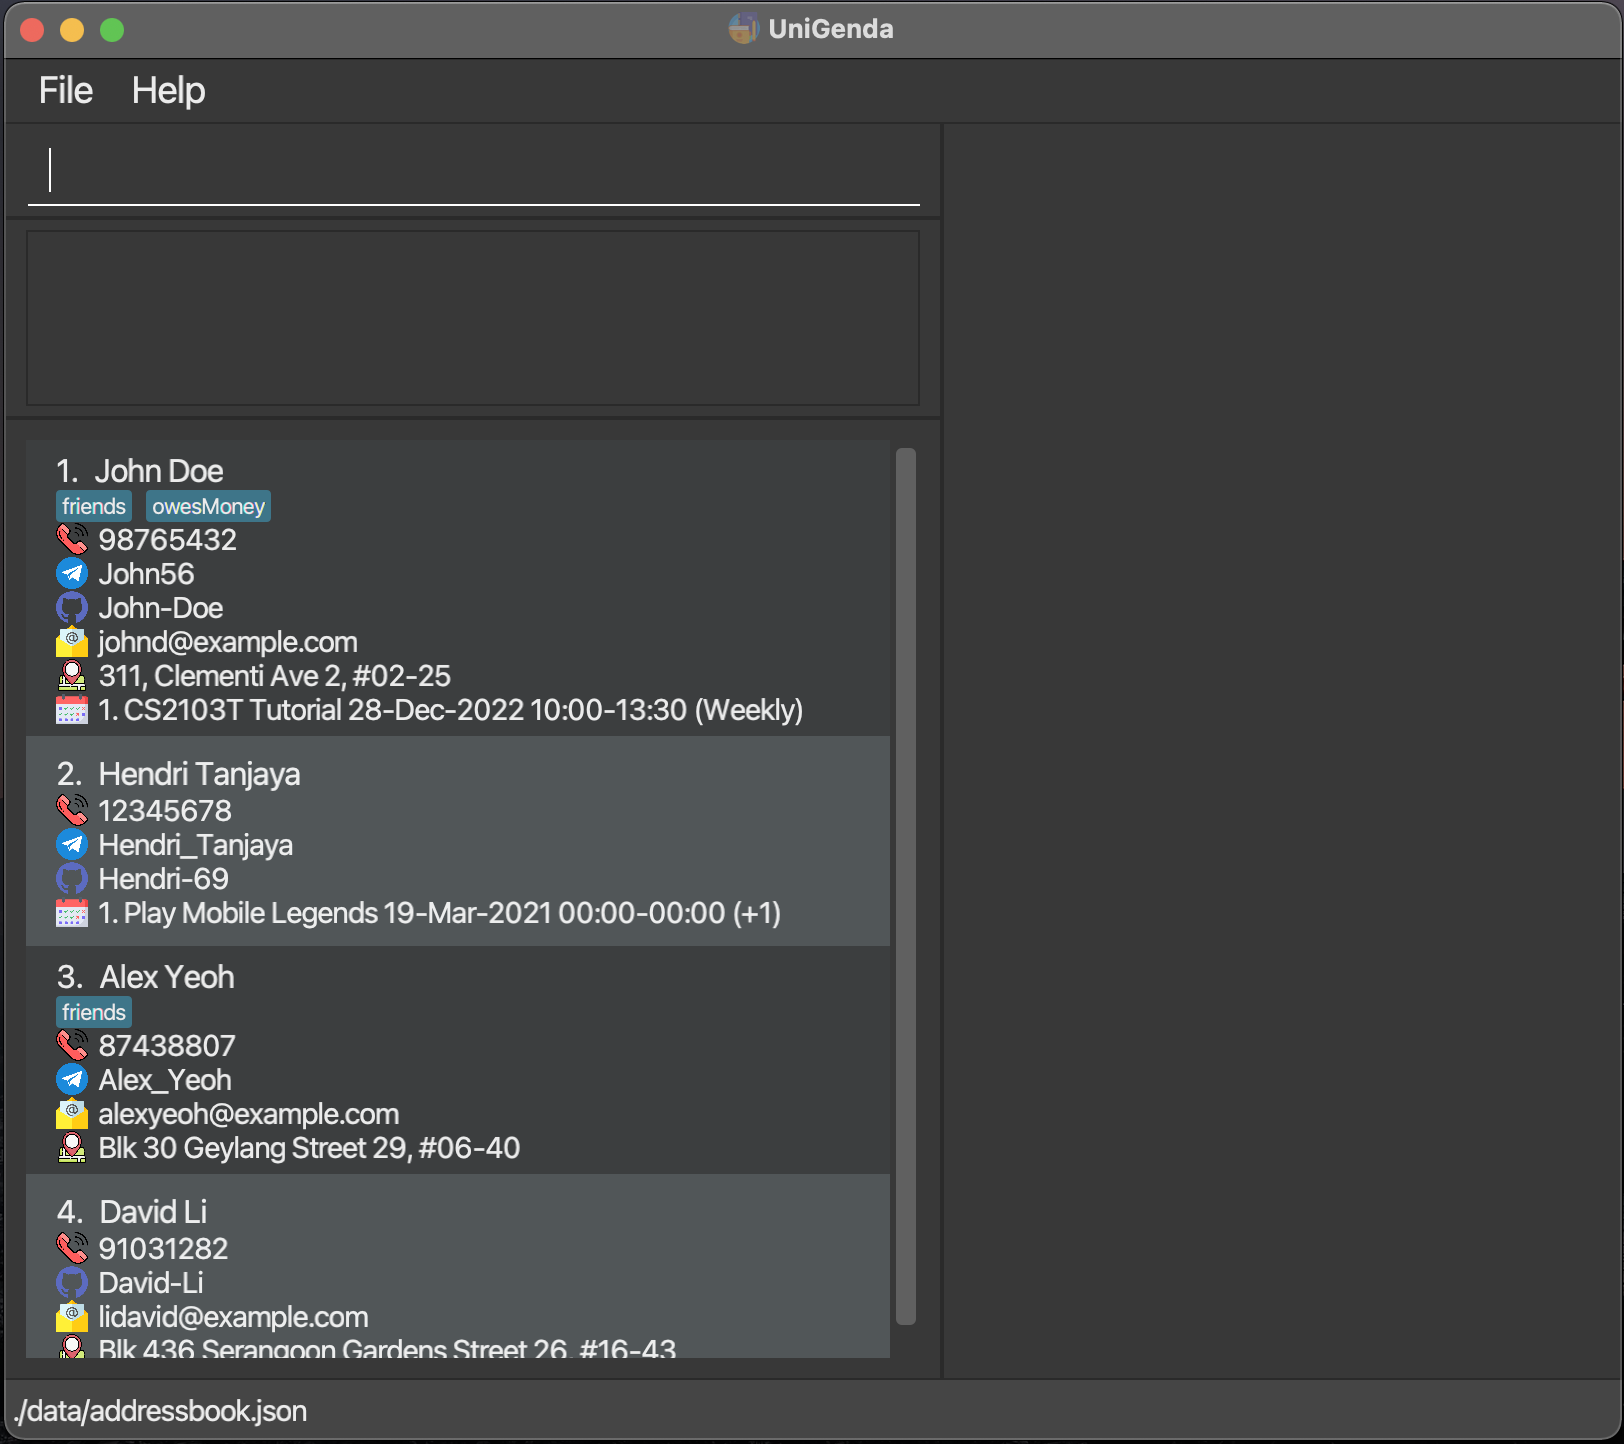 UniGenda
File Help
1. John Doe
friends owesMoney
98765432
John56
John-Doe
johnd@example.com
311, Clementi Ave 2, #02-25
1. CS2103T Tutorial 28-Dec-2022 10:00-13:30 (Weekly)
2. Hendri Tanjaya
12345678
Hendri_Tanjaya
Hendri-69
1. Play Mobile Legends 19-Mar-2021 00:00-00:00 (+1)
3. Alex Yeoh
friends
87438807
Alex_Yeoh
alexyeoh@example.com
Blk 30 Geylang Street 29, #06-40
4. David Li
91031282
David-Li
lidavid@example.com
Blk 436 Serangoon Gardens Street 26, #16-43
./data/addressbook.json